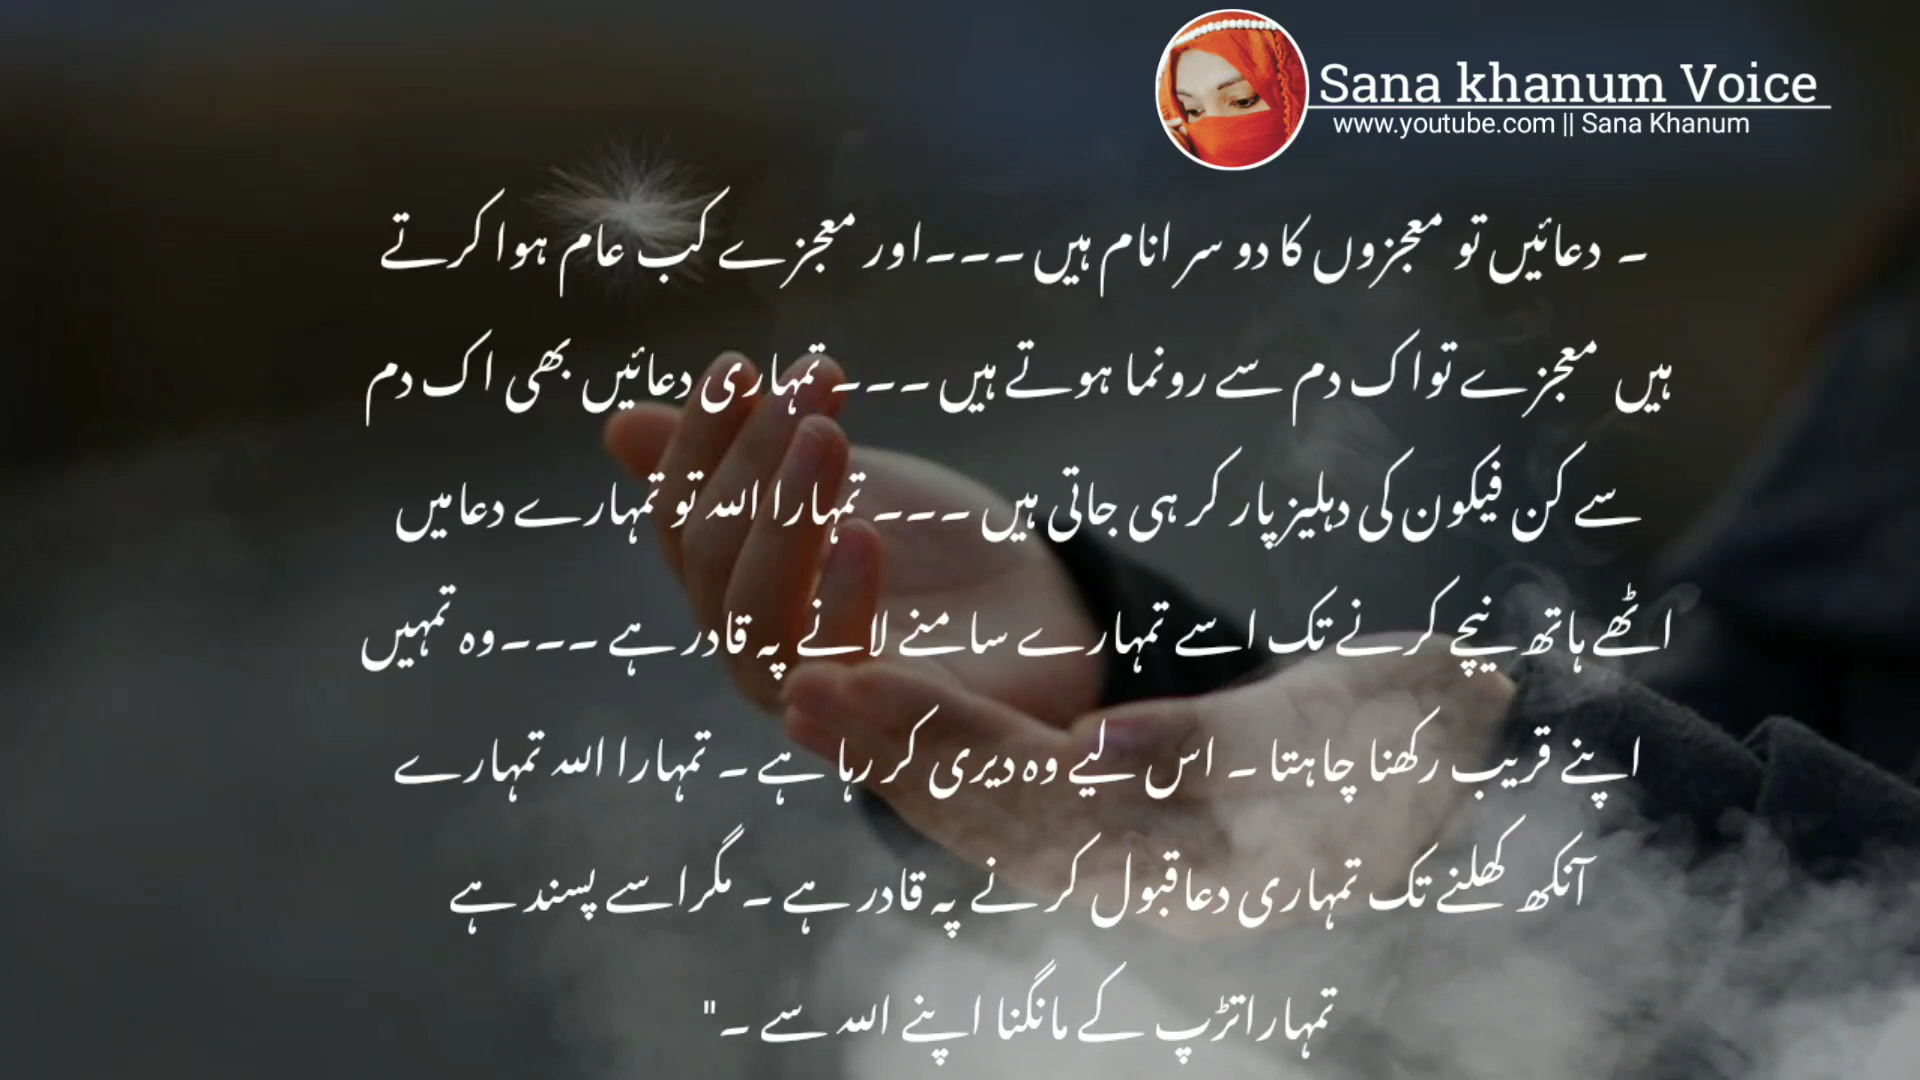 Sana khanum Voice
www.youtube.com || Sana Khanum
۔ دعائیں تو معجزوں کا دوسرا نام ہیں ۔۔۔اور معجزے کب عام ہوا کرتے
ہیں معجزے تو اک دم سے رونما ہوتے ہیں ۔۔۔ تمہاری دعائیں بھی اک دم
سے کن فیکون کی دہلیز پار کر ہی جاتی ہیں ۔۔۔ تمہارا اللہ تو تمہارے دعا میں
اٹھے ہاتھ نیچے کرنے تک اسے تمہارے سامنے لانے پہ قادر ہے ۔۔۔وہ تمہیں
اپنے قریب رکھنا چاہتا ۔ اس لیے وہ دیری کر رہا ہے ۔ تمہارا اللہ تمہارے
آنکھ کھلنے تک تمہاری دعا قبول کرنے پہ قادر ہے ۔ مگر اسے پسند ہے
تمہارا تڑپ کے مانگنا اپنے اللہ سے ۔"